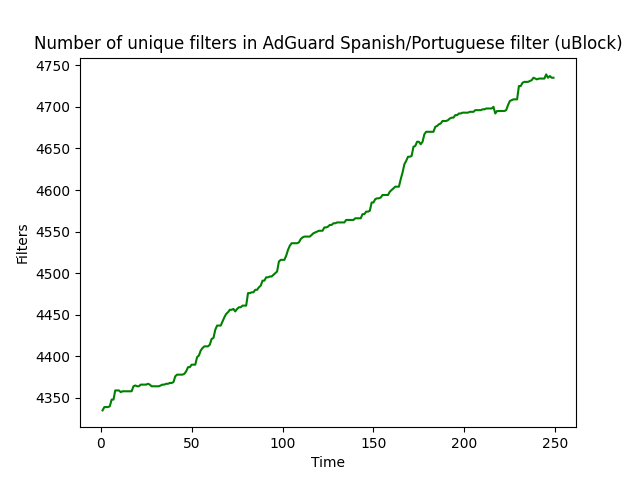 Number of unique filters in AdGuard Spanish/Portuguese filter (uBlock)
4750
4700
4650
4600
4550
4500
4450
4400
4350
Filters
0 50 100 150 200 250
Time